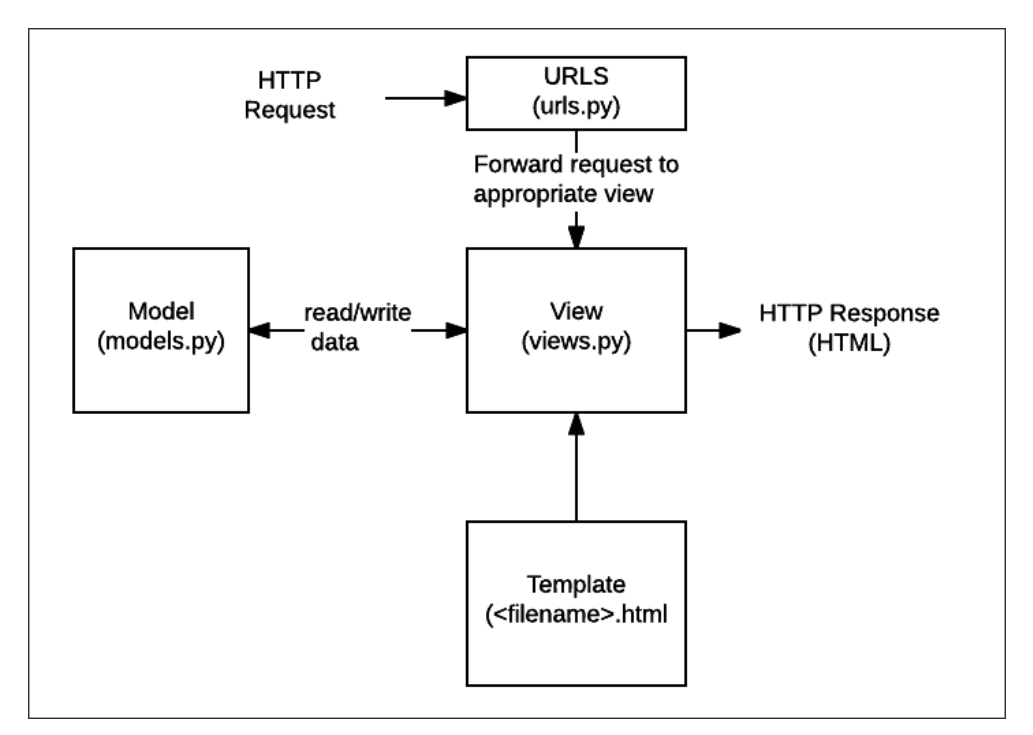 HTTP
Request
URLS
(urls.py)
Forward request to
appropriate view
Model
(models.py)
read/write
data
View
(views.py)
HTTP Response
(HTML)
Template
(<filename>.html